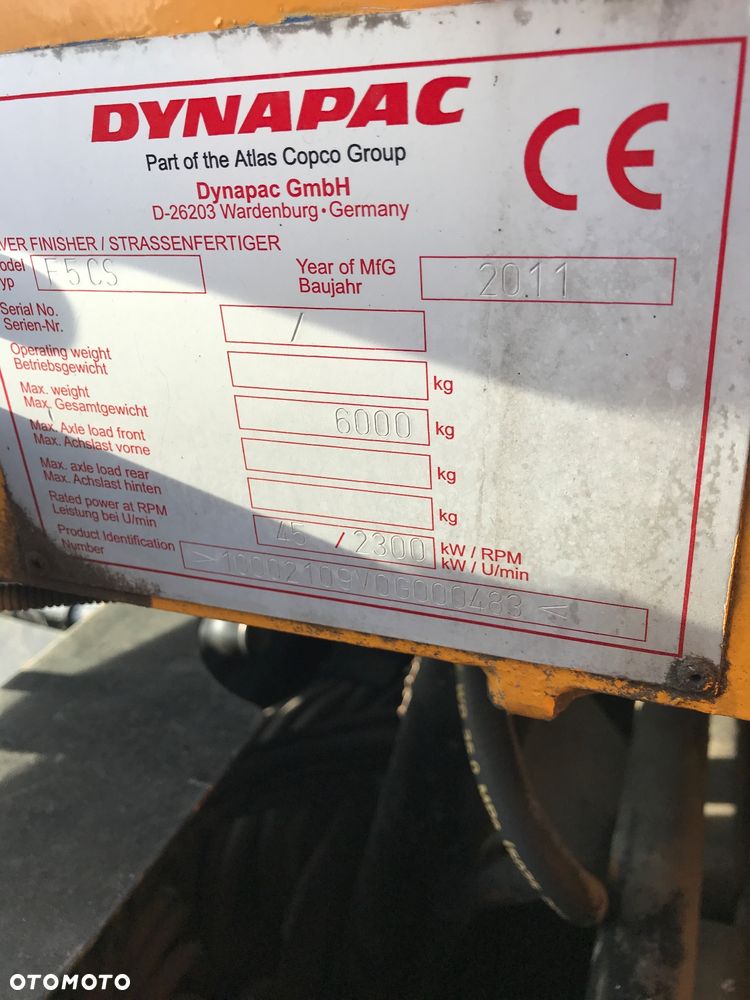 DYNAPAC
CE
Part of the Atlas Copco Group
Dynapac GmbH
D-26203 Wardenburg • Germany
VER FINISHER / STRASSENFERTIGER
odel
yp
F5CS
Year of MfG
Baujahr
2011
Serial No.
Serien-Nr.
/
Operating weight
Betriebsgewicht
kg
Max. weight
Max. Gesamtgewicht
6000 kg
Max. Axle load front
Max. Achslast vorne
kg
Max. axle load rear
Max. Achslast hinten
kg
Rated power at RPM
Leistung bei U/min
45 / 2300
kW / RPM
kW / U/min
Product Identification
Number
>10002109V0G000483<
OTOMOTO